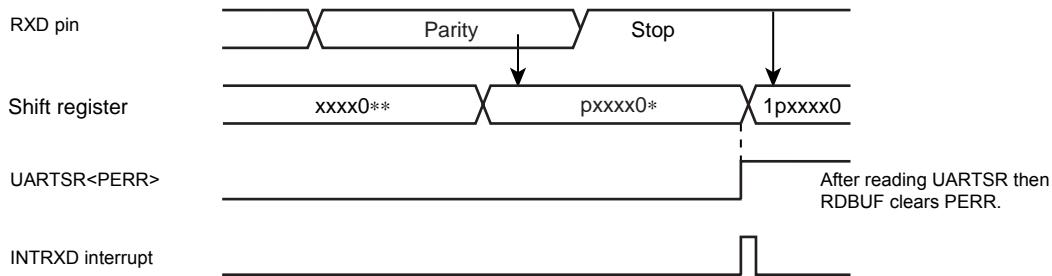 RXD pin
Parity
Stop
Shift register
xxxx0**
pxxxx0*
1pxxxx0
UARTSR<PERR>
After reading UARTSR then
RDBUF clears PERR.
INTRXD interrupt